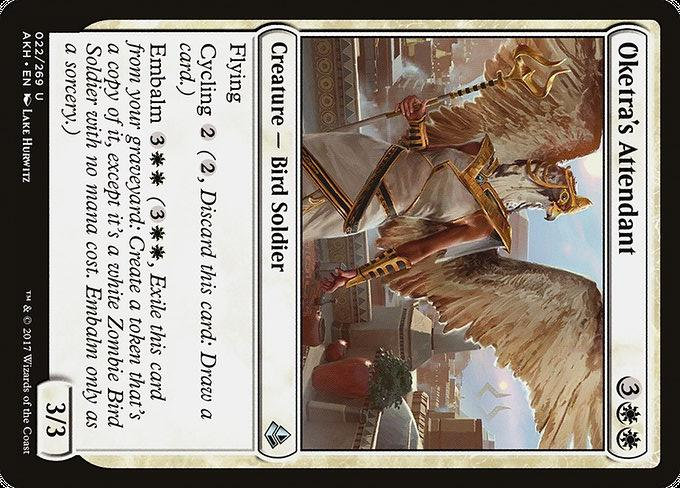 Oketra's Attendant
3
Creature — Bird Soldier
Flying
Cycling 2 (2, Discard this card: Draw a
card.)
Embalm 3 (3, Exile this card
from your graveyard: Create a token that's
a copy of it, except it's a white Zombie Bird
Soldier with no mana cost. Embalm only as
a sorcery.)
3/3
022/269 U
AKH • EN Lake Hurwitz
™ & © 2017 Wizards of the Coast